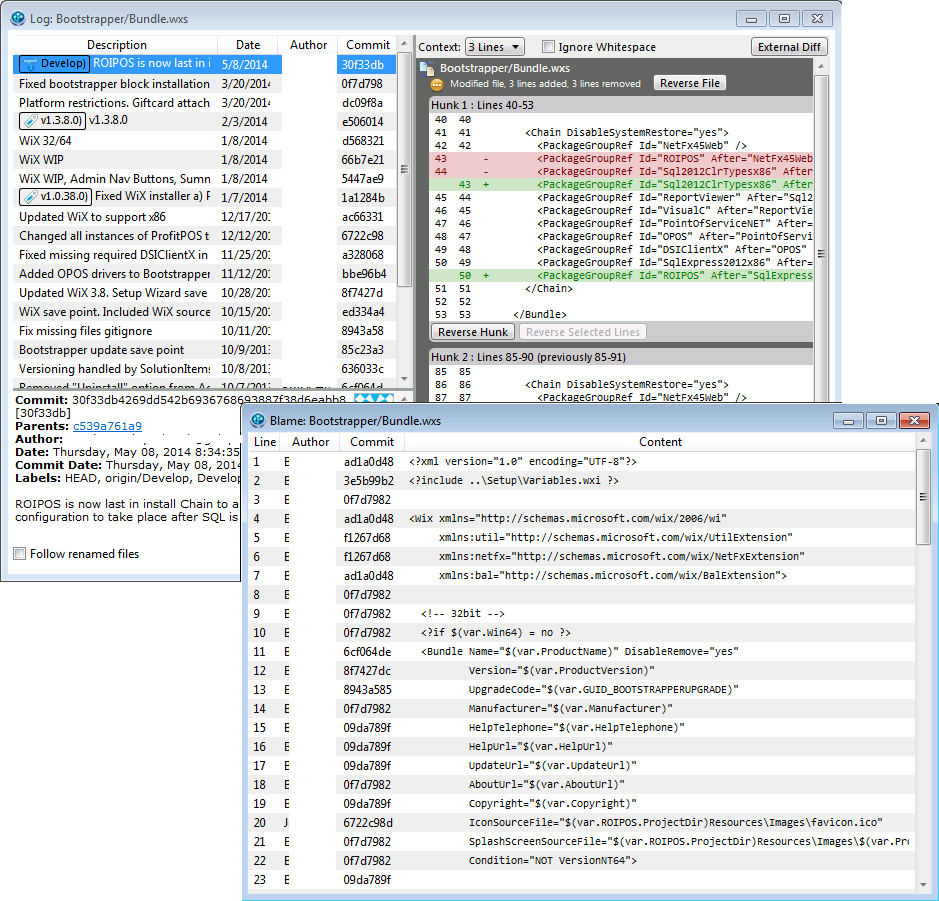 Log: Bootstrapper/Bundle.wxs
Description Date Author Commit
Develop) ROIPOS is now last in i 5/8/2014 30f33db
Fixed bootstrapper block installation 3/20/201 0f7d798
Platform restrictions. Giftcard attach 3/20/201 dc09f8a
v1.3.8.0) v1.3.8.0 2/3/2014 e506014
WiX 32/64 1/8/2014 d568321
WiX WIP 1/8/2014 66b7e21
WiX WIP, Admin Nav Buttons, Summ 1/8/2014 5447ae9
v1.0.38.0) Fixed WiX installer a) F 1/7/2014 1a1284b
Updated WiX to support x86 12/17/20 ac66331
Changed all instances of ProfitPOS t 12/12/20 6722c98
Fixed missing required DSIClientX in 11/25/20 a328068
Added OPOS drivers to Bootstrapper 11/12/20 bbe96b4
Updated WiX 3.8. Setup Wizard save 10/28/20 8f7427d
WiX save point. Included WiX source 10/15/20 ed334a4
Fix missing files gitignore 10/11/20 8943a58
Bootstrapper update save point 10/9/201 85c23a3
Versioning handled by SolutionItems 10/8/201 636033c
Removed "Uninstall" option from A 10/7/201 6cf064d
Commit: 30f33db4269dd542b6936768693887f38d6eabb8
[30f33db]
Parents: c539a761a9
Author:
Date: Thursday, May 08, 2014 8:34:35
Commit Date: Thursday, May 08, 2014
Labels: HEAD, origin/Develop, Develop
ROIPOS is now last in install Chain to a
configuration to take place after SQL is
Follow renamed files
Context: 3 Lines Ignore Whitespace External Diff
Bootstrapper/Bundle.wxs
Modified file, 3 lines added, 3 lines removed Reverse File
Hunk 1 : Lines 40-53
40 40
41 41 <Chain DisableSystemRestore="yes">
42 42 <PackageGroupRef Id="NetFx45Web" />
43 - <PackageGroupRef Id="ROIPOS" After="NetFx45Web
44 - <PackageGroupRef Id="Sql2012ClrTypesx86" After
43 + <PackageGroupRef Id="Sql2012ClrTypesx86" After
45 44 <PackageGroupRef Id="ReportViewer" After="Sql2
46 45 <PackageGroupRef Id="VisualC" After="ReportVie
47 46 <PackageGroupRef Id="PointOfServiceNET" After=
48 47 <PackageGroupRef Id="OPOS" After="PointOfServi
49 48 <PackageGroupRef Id="DSIClientX" After="OPOS"
50 49 <PackageGroupRef Id="SqlExpress2012x86" After=
50 + <PackageGroupRef Id="ROIPOS" After="SqlExpress
51 51 </Chain>
52 52
53 53 </Bundle>
Reverse Hunk Reverse Selected Lines
Hunk 2 : Lines 85-90 (previously 85-91)
85 85
86 86 <Chain DisableSystemRestore="yes">
87 87 <PackageGroupRef Id="NetFx45Web" />
Blame: Bootstrapper/Bundle.wxs
Line Author Commit Content
1 E ad1a0d48 <?xml version="1.0" encoding="UTF-8"?>
2 E 3e5b99b2 <?include ..\Setup\Variables.wxi ?>
3 E 0f7d7982
4 E ad1a0d48 <Wix xmlns="http://schemas.microsoft.com/wix/2006/wi"
5 E f1267d68 xmlns:util="http://schemas.microsoft.com/wix/UtilExtension"
6 E f1267d68 xmlns:netfx="http://schemas.microsoft.com/wix/NetFxExtension"
7 E ad1a0d48 xmlns:bal="http://schemas.microsoft.com/wix/BalExtension">
8 E 0f7d7982
9 E 0f7d7982 <!-- 32bit -->
10 E 0f7d7982 <?if $(var.Win64) = no ?>
11 E 6cf064de <Bundle Name="$(var.ProductName)" DisableRemove="yes"
12 E 8f7427dc Version="$(var.ProductVersion)"
13 E 8943a585 UpgradeCode="$(var.GUID_BOOTSTRAPPERUPGRADE)"
14 E 0f7d7982 Manufacturer="$(var.Manufacturer)"
15 E 09da789f HelpTelephone="$(var.HelpTelephone)"
16 E 09da789f HelpUrl="$(var.HelpUrl)"
17 E 09da789f UpdateUrl="$(var.UpdateUrl)"
18 E 0f7d7982 AboutUrl="$(var.AboutUrl)"
19 E 09da789f Copyright="$(var.Copyright)"
20 J 6722c98d IconSourceFile="$(var.ROIPOS.ProjectDir)Resources\Images\favicon.ico"
21 E 0f7d7982 SplashScreenSourceFile="$(var.ROIPOS.ProjectDir)Resources\Images\$(var.Pr
22 E 0f7d7982 Condition="NOT VersionNT64">
23 E 09da789f